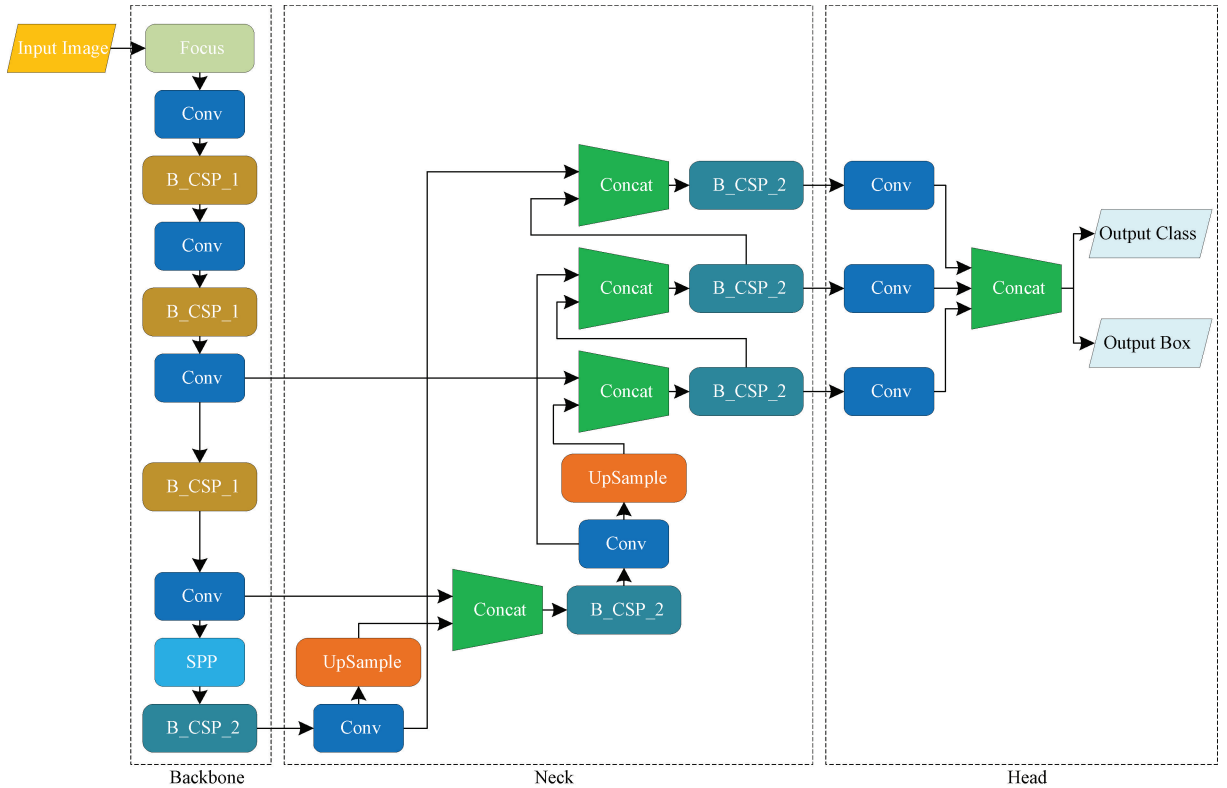 Input Image
Focus
Conv
B_CSP_1
Conv
B_CSP_1
Conv
B_CSP_1
Conv
SPP
B_CSP_2
Backbone
Concat
B_CSP_2
Concat
B_CSP_2
Concat
B_CSP_2
UpSample
Conv
Concat
B_CSP_2
UpSample
Conv
Neck
Conv
Conv
Conv
Concat
Output Class
Output Box
Head